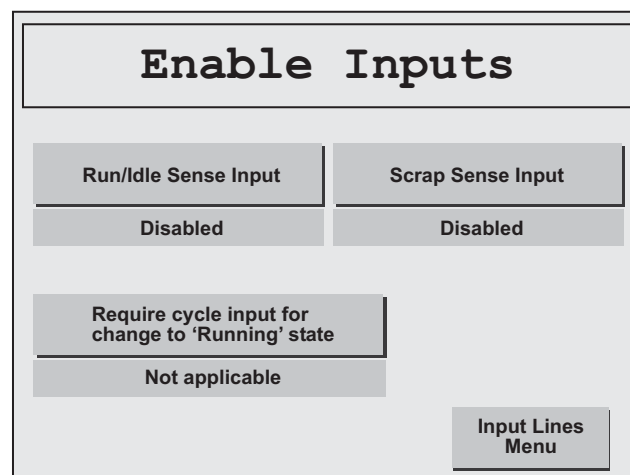 Enable Inputs
Run/Idle Sense Input
Scrap Sense Input
Disabled
Disabled
Require cycle input for
change to ‘Running’ state
Not applicable
Input Lines
Menu